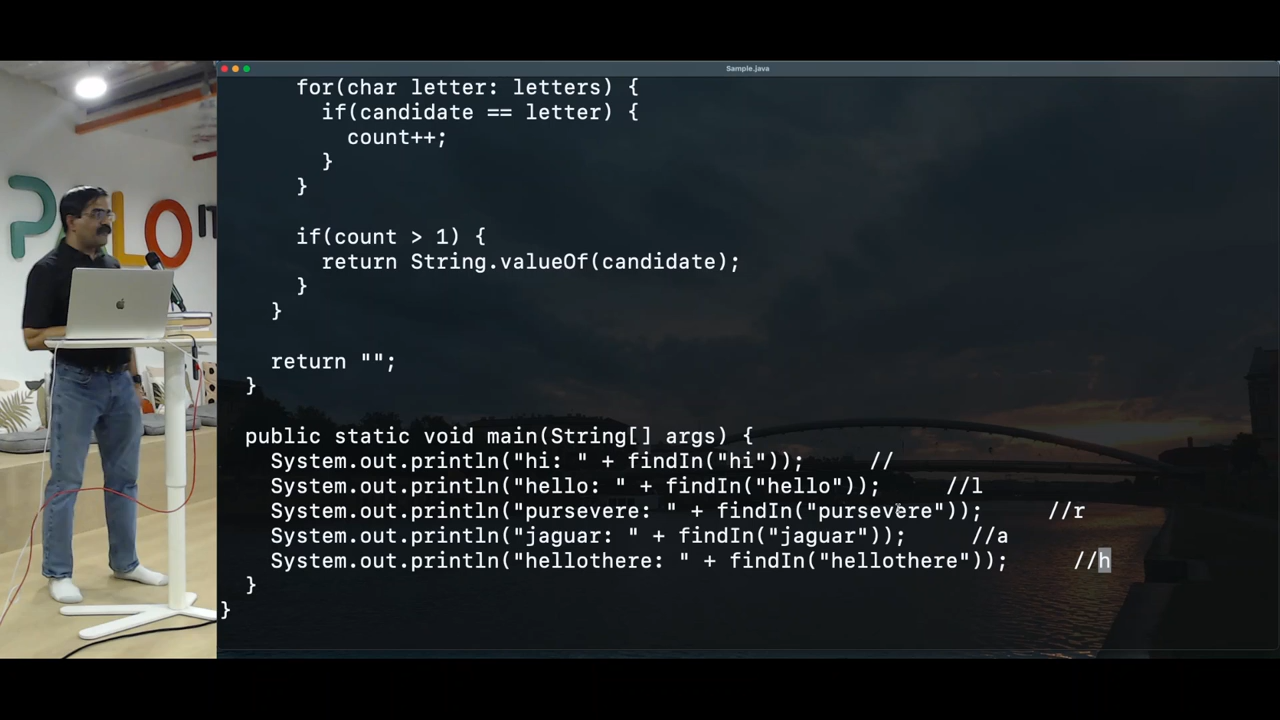 PALO IT
Sample.java
for(char letter: letters) {
if(candidate == letter) {
count++;
}
}
if(count > 1) {
return String.valueOf(candidate);
}
}
return "";
}
public static void main(String[] args) {
System.out.println("hi: " + findIn("hi")); //
System.out.println("hello: " + findIn("hello")); //l
System.out.println("pursevere: " + findIn("pursevere")); //r
System.out.println("jaguar: " + findIn("jaguar")); //a
System.out.println("hellothere: " + findIn("hellothere")); //h
}
}